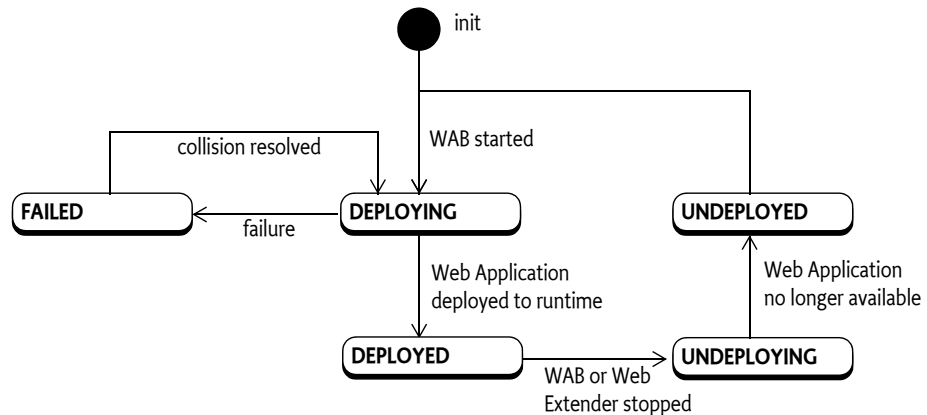 init
WAB started
collision resolved
FAILED
failure
DEPLOYING
UNDEPLOYED
Web Application
deployed to runtime
Web Application
no longer available
DEPLOYED
WAB or Web
Extender stopped
UNDEPLOYING